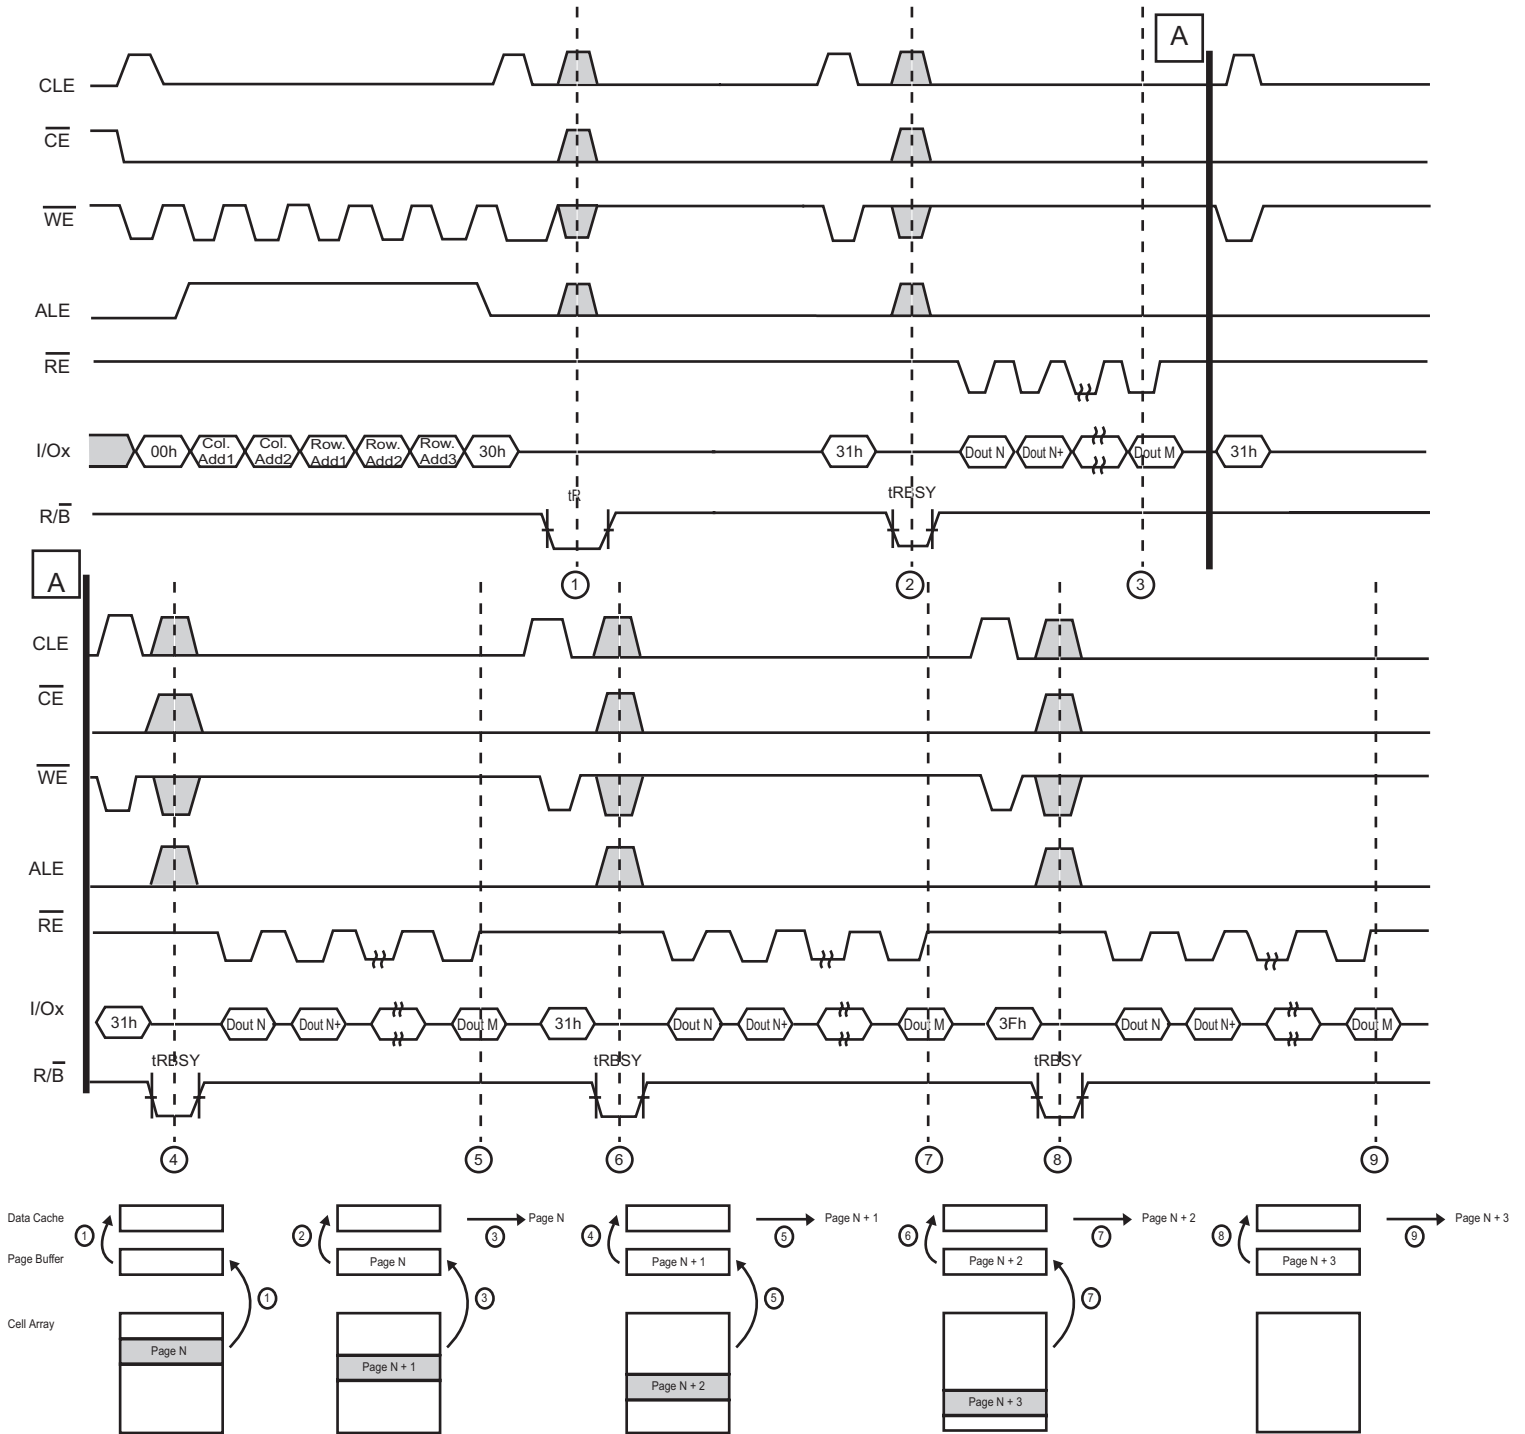 A
CLE
CE
WE
ALE
RE
I/Ox 00h Col. Add1 Col. Add2 Row. Add1 Row. Add2 Row. Add3 30h 31h Dout N Dout N+ Dout M 31h
tR tRBSY
R/B
1 2 3
A
CLE
CE
WE
ALE
RE
I/Ox 31h Dout N Dout N+ Dout M 31h Dout N Dout N+ Dout M 3Fh Dout N Dout N+ Dout M
tRBSY tRBSY tRBSY
R/B
4 5 6 7 8 9
Data Cache 1 2 3 Page N 4 5 Page N + 1 6 7 Page N + 2 8 9 Page N + 3
Page Buffer Page N Page N + 1 Page N + 2 Page N + 3
1 3 5 7
Cell Array
Page N Page N + 1 Page N + 2 Page N + 3